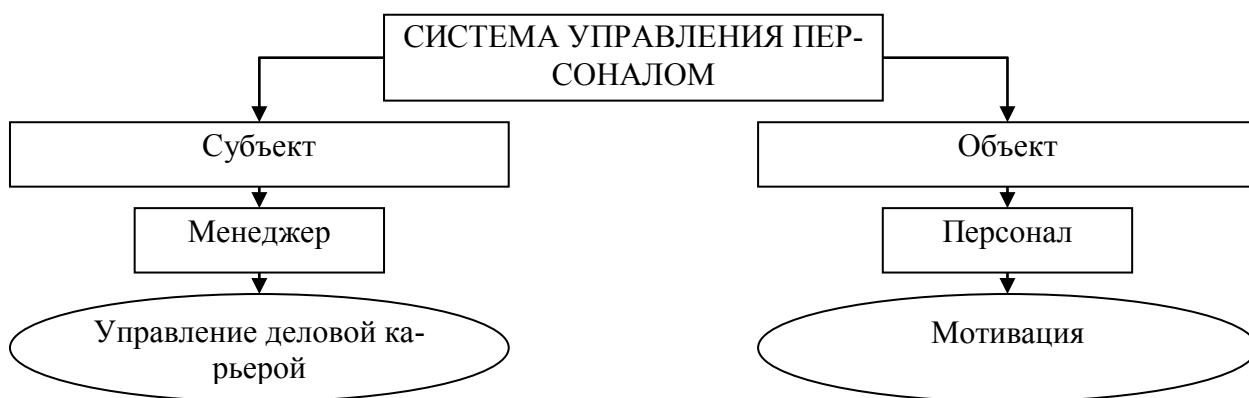 СИСТЕМА УПРАВЛЕНИЯ ПЕР-
СОНАЛОМ
Субъект
Объект
Менеджер
Персонал
Управление деловой ка-
рьерой
Мотивация